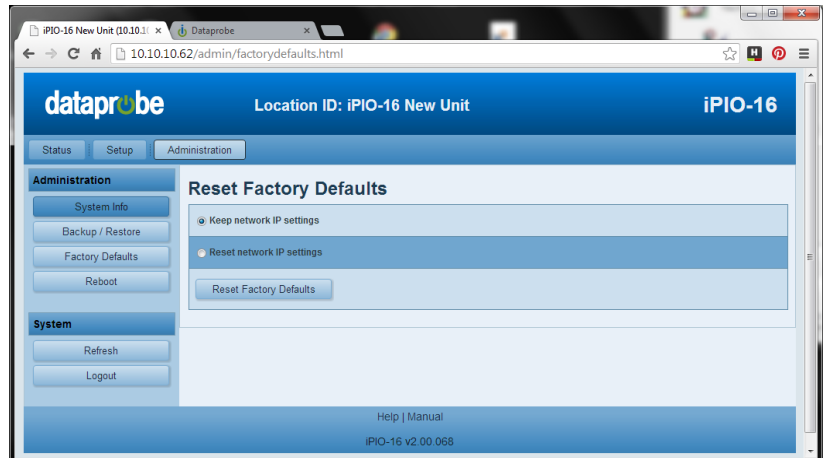 iPIO-16 New Unit (10.10.1
Dataprobe
10.10.10.62/admin/factorydefaults.html
dataprobe
Location ID: iPIO-16 New Unit
iPIO-16
Status
Setup
Administration
Administration
System Info
Backup / Restore
Factory Defaults
Reboot
System
Refresh
Logout
Reset Factory Defaults
Keep network IP settings
Reset network IP settings
Reset Factory Defaults
Help | Manual
iPIO-16 v2.00.068